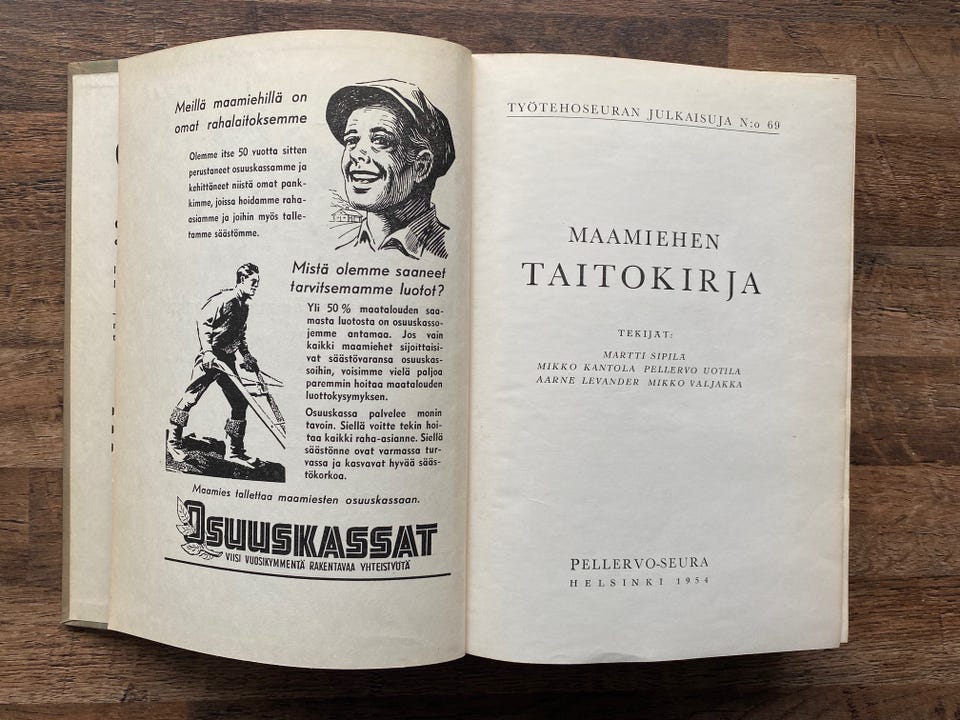 Meillä maamiehillä on
omat rahalaitoksemme
Olemme itse 50 vuotta sitten
perustaneet osuuskassamme ja
kehittäneet niistä omat pank-
kimme, joissa hoidamme raha-
asiamme ja joihin myös talle-
tamme säästömme.
Mistä olemme saaneet
tarvitsemamme luotot?
Yli 50 % maatalouden saa-
masta luotosta on osuuskasso-
jemme antamaa. Jos vain
kaikki maamiehet sijoittaisi-
vat säästövaransa osuuskas-
soihin, voisimme vielä paljoa
paremmin hoitaa maatalouden
luottokysymyksen.
Osuuskassa palvelee monin
tavoin. Siellä voitte tekin hoi-
taa kaikki raha-asianne. Siellä
säästönne ovat varmassa tur-
vassa ja kasvavat hyvää sääs-
tökorkoa.
Maamies tallettaa maamiesten osuuskassaan.
OSUUSKASSAT
VIISI VUOSIKYMMENTÄ RAKENTAVAA YHTEISTYÖTÄ
TYÖTEHOSEURAN JULKAISUJA N:o 69
MAAMIEHEN
TAITOKIRJA
TEKIJÄT:
MARTTI SIPILÄ
MIKKO KANTOLA PELLERVO UOTILA
AARNE LEVANDER MIKKO VALJAKKA
PELLERVO-SEURA
HELSINKI 1954